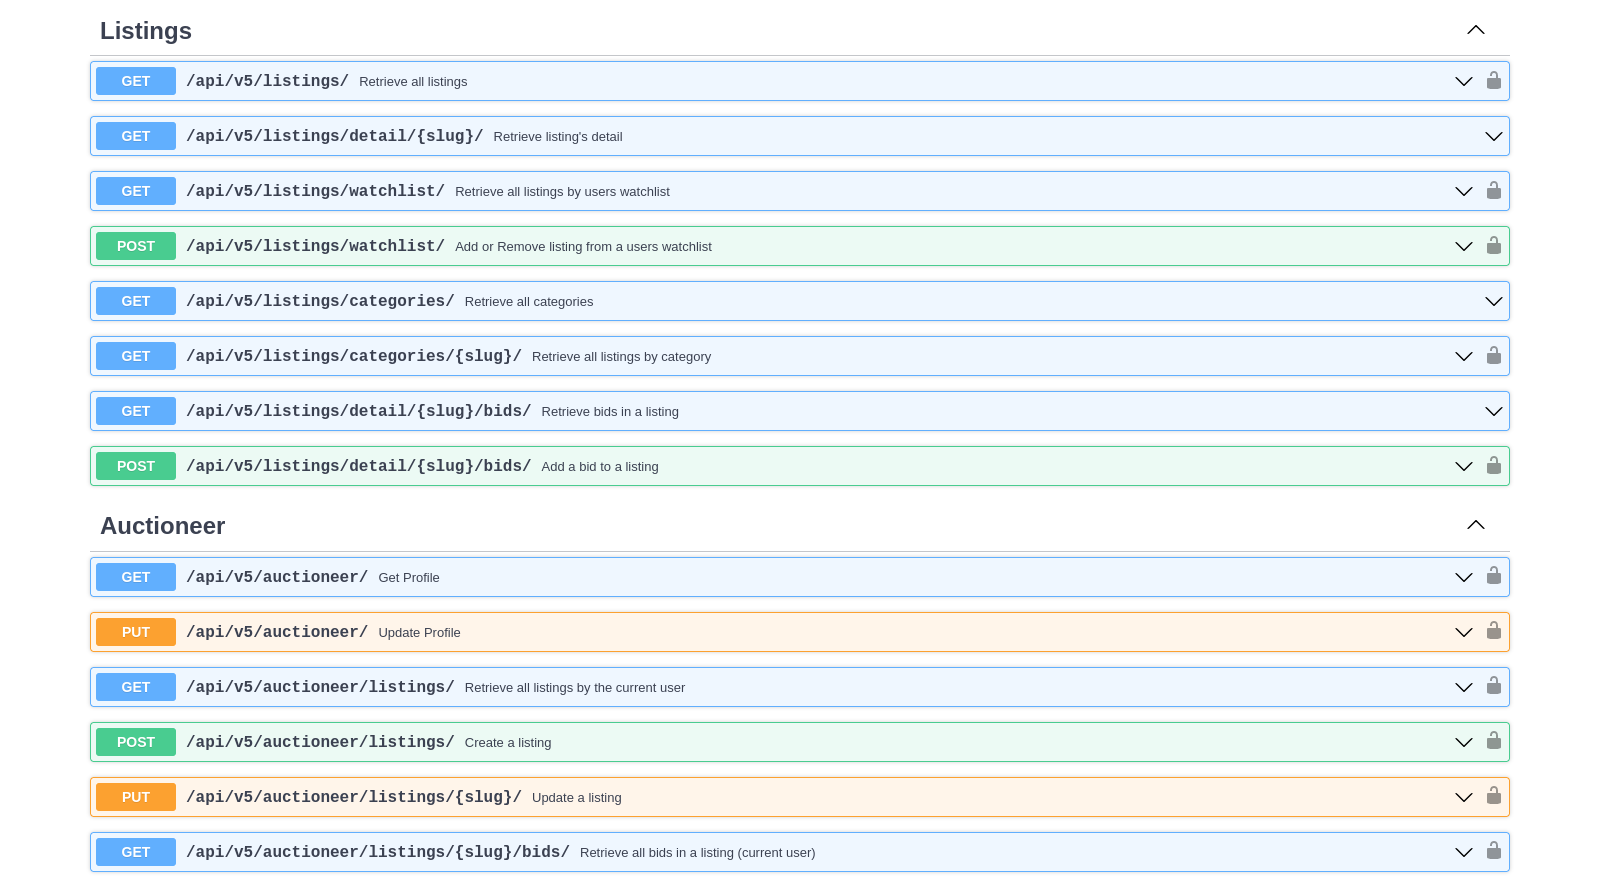 Listings
GET /api/v5/listings/ Retrieve all listings
GET /api/v5/listings/detail/{slug}/ Retrieve listing's detail
GET /api/v5/listings/watchlist/ Retrieve all listings by users watchlist
POST /api/v5/listings/watchlist/ Add or Remove listing from a users watchlist
GET /api/v5/listings/categories/ Retrieve all categories
GET /api/v5/listings/categories/{slug}/ Retrieve all listings by category
GET /api/v5/listings/detail/{slug}/bids/ Retrieve bids in a listing
POST /api/v5/listings/detail/{slug}/bids/ Add a bid to a listing
Auctioneer
GET /api/v5/auctioneer/ Get Profile
PUT /api/v5/auctioneer/ Update Profile
GET /api/v5/auctioneer/listings/ Retrieve all listings by the current user
POST /api/v5/auctioneer/listings/ Create a listing
PUT /api/v5/auctioneer/listings/{slug}/ Update a listing
GET /api/v5/auctioneer/listings/{slug}/bids/ Retrieve all bids in a listing (current user)